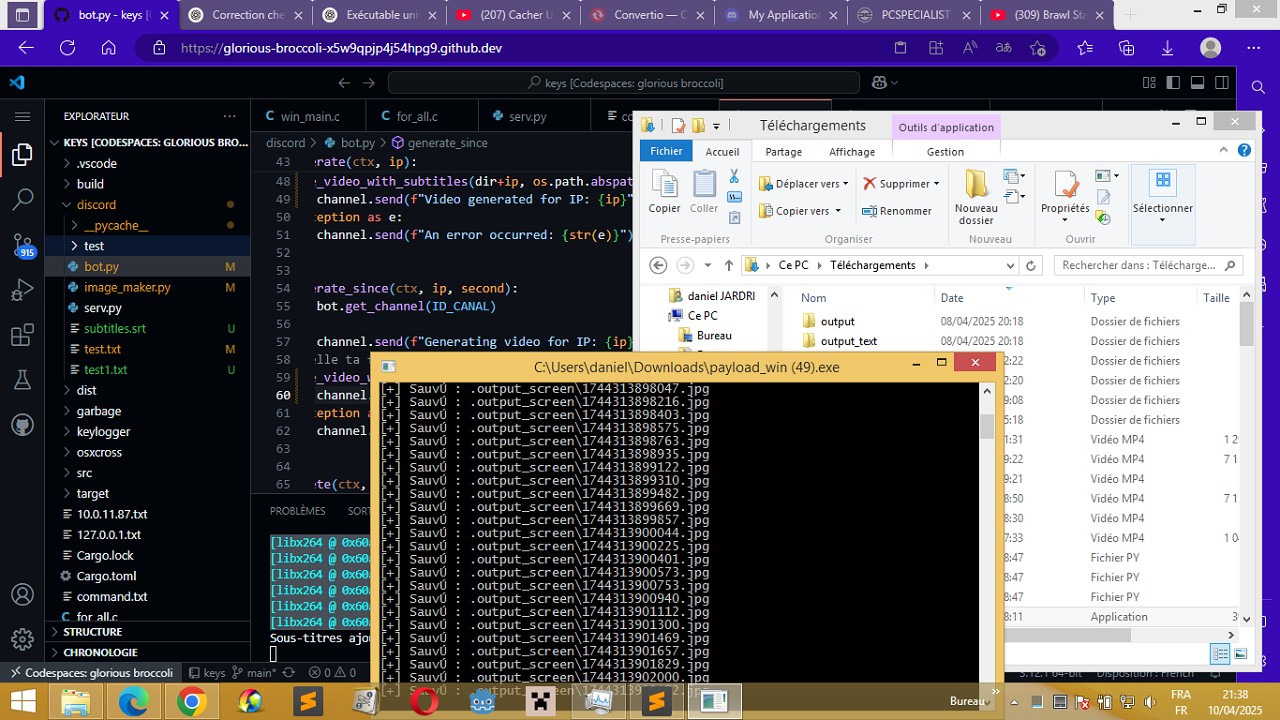 bot.py - keys [
Correction che
Exécutable uni
(207) Cacher U
Convertio — C
My Application
PCSPECIALIST
(309) Brawl Sta
https://glorious-broccoli-x5w9qpjp4j54hpg9.github.dev
keys [Codespaces: glorious broccoli]
EXPLORATEUR
KEYS [CODESPACES: GLORIOUS BRO...
.vscode
build
discord
__pycache__
test
bot.py M
image_maker.py M
serv.py
subtitles.srt U
test.txt M
test1.txt U
dist
garbage
keylogger
osxcross
src
target
10.0.11.87.txt
127.0.0.1.txt
Cargo.lock
Cargo.toml
command.txt
for_all.c
STRUCTURE
CHRONOLOGIE
915
win_main.c
for_all.c
serv.py
discord > bot.py > generate_since
43 erate(ctx, ip):
48 _video_with_subtitles(dir+ip, os.path.abspat
49 channel.send(f"Video generated for IP: {ip}"
50 ception as e:
51 channel.send(f"An error occurred: {str(e)}")
52
53
54 erate_since(ctx, ip, second):
55 bot.get_channel(ID_CANAL)
56
57 channel.send(f"Generating video for IP: {ip}
58 elle ta
59 _video_w
60 channel.
61 ception a
62 channel.
63
64
65 ete(ctx,
PROBLÈMES
SORT
[libx264 @ 0x60
[libx264 @ 0x60
[libx264 @ 0x60
[libx264 @ 0x60
[libx264 @ 0x60
[libx264 @ 0x60
Sous-titres ajou
Codespaces: glorious broccoli
keys
main*
0
0
3.12.1 64-bit
Disposition : French
Téléchargements
Outils d'application
Fichier
Accueil
Partage
Affichage
Gestion
Copier
Coller
Déplacer vers
Copier vers
Supprimer
Renommer
Nouveau
dossier
Propriétés
Sélectionner
Presse-papiers
Organiser
Nouveau
Ouvrir
Ce PC
Téléchargements
Rechercher dans : Télécharge...
daniel JARDRI
Ce PC
Bureau
Nom
Date
Type
Taille
output 08/04/2025 20:18 Dossier de fichiers
output_text 08/04/2025 20:18 Dossier de fichiers
2:22 Dossier de fichiers
2:20 Dossier de fichiers
9:08 Dossier de fichiers
5:18 Dossier de fichiers
1:31 Vidéo MP4 1 2
9:22 Vidéo MP4 7 1
9:21 Vidéo MP4
8:50 Vidéo MP4 7 1
8:30 Vidéo MP4
7:33 Vidéo MP4 1 0
8:47 Fichier PY
8:47 Fichier PY
8:47 Fichier PY
8:11 Application 3
C:\Users\daniel\Downloads\payload_win (49).exe
[+] SauvÚ : .output_screen\1744313898047.jpg
[+] SauvÚ : .output_screen\1744313898216.jpg
[+] SauvÚ : .output_screen\1744313898403.jpg
[+] SauvÚ : .output_screen\1744313898575.jpg
[+] SauvÚ : .output_screen\1744313898763.jpg
[+] SauvÚ : .output_screen\1744313898935.jpg
[+] SauvÚ : .output_screen\1744313899122.jpg
[+] SauvÚ : .output_screen\1744313899310.jpg
[+] SauvÚ : .output_screen\1744313899482.jpg
[+] SauvÚ : .output_screen\1744313899669.jpg
[+] SauvÚ : .output_screen\1744313899857.jpg
[+] SauvÚ : .output_screen\1744313900044.jpg
[+] SauvÚ : .output_screen\1744313900225.jpg
[+] SauvÚ : .output_screen\1744313900401.jpg
[+] SauvÚ : .output_screen\1744313900573.jpg
[+] SauvÚ : .output_screen\1744313900753.jpg
[+] SauvÚ : .output_screen\1744313900940.jpg
[+] SauvÚ : .output_screen\1744313901112.jpg
[+] SauvÚ : .output_screen\1744313901300.jpg
[+] SauvÚ : .output_screen\1744313901469.jpg
[+] SauvÚ : .output_screen\1744313901657.jpg
[+] SauvÚ : .output_screen\1744313901829.jpg
[+] SauvÚ : .output_screen\1744313902000.jpg
Bureau
FRA
FR
21:38
10/04/2025